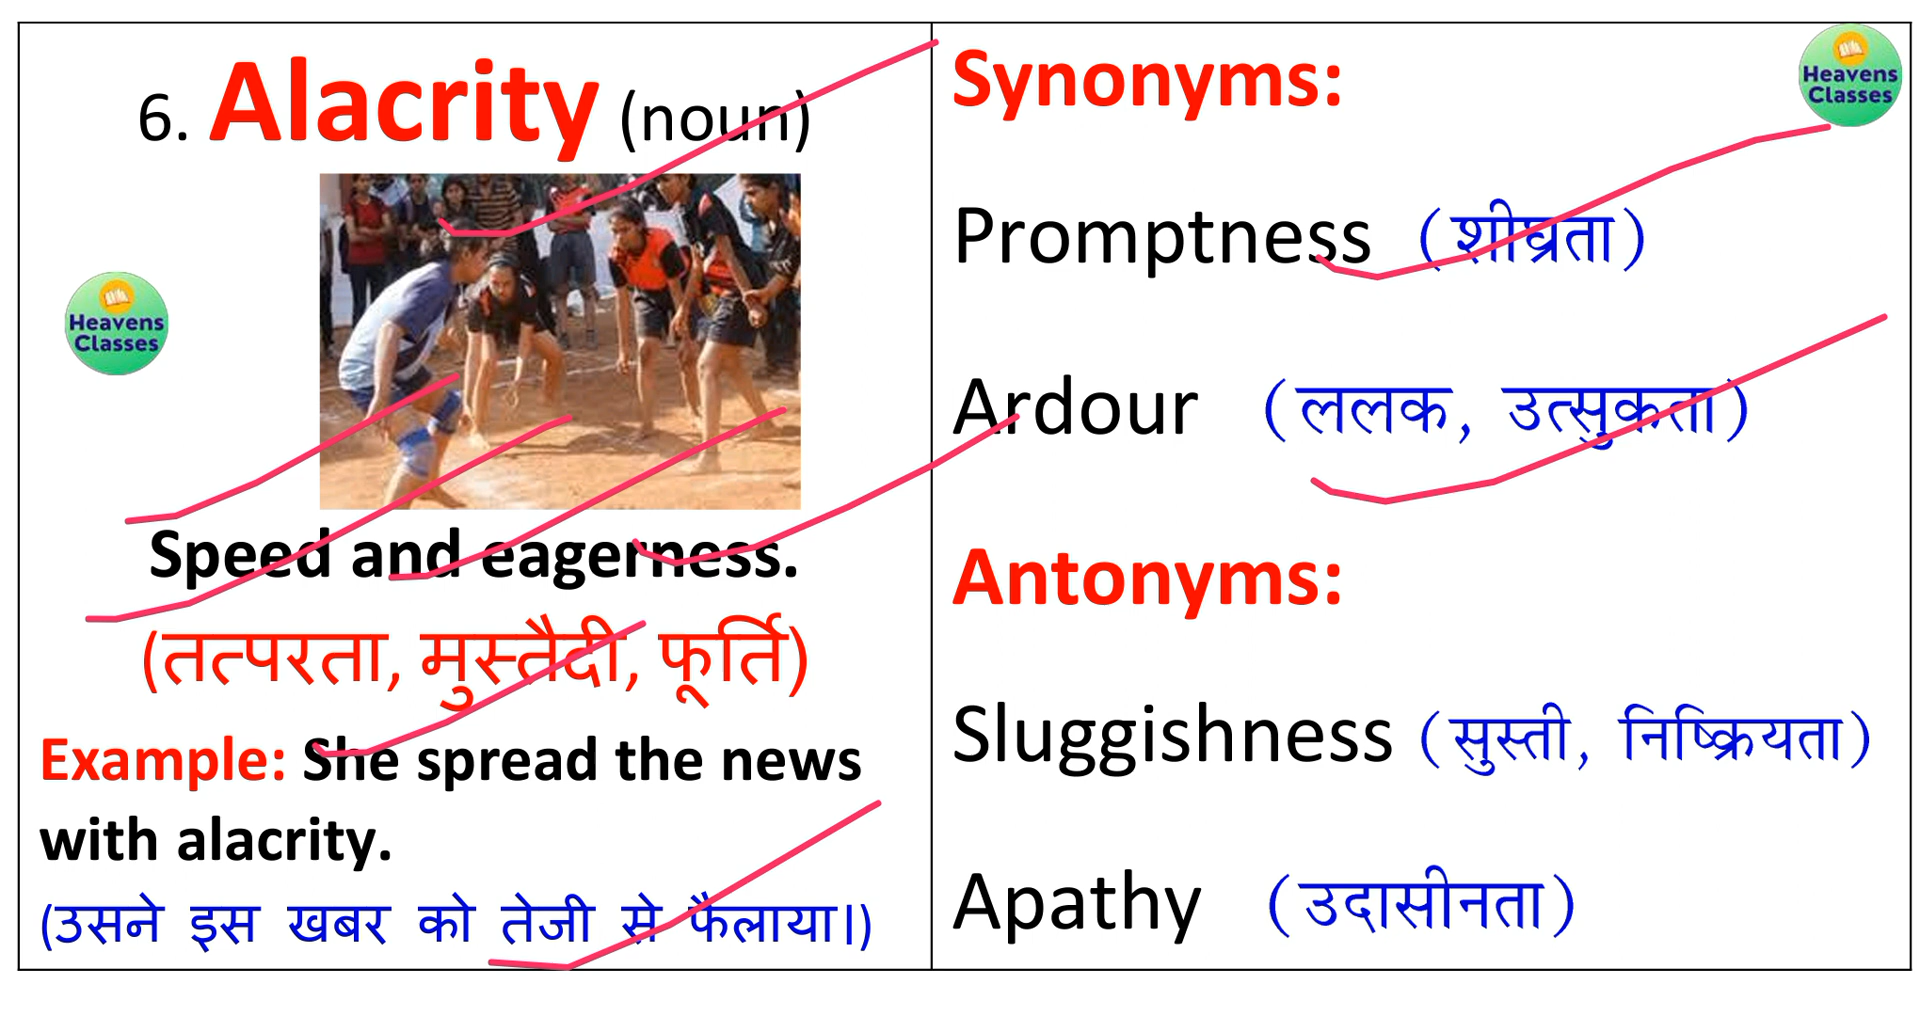 6. Alacrity (noun)
Heavens
Classes
Speed and eagerness.
(तत्परता, मुस्तैदी, फूर्ति)
Example: She spread the news
with alacrity.
(उसने इस खबर को तेजी से फैलाया।)
Synonyms:
Heavens
Classes
Promptness (शीघ्रता)
Ardour (ललक, उत्सुकता)
Antonyms:
Sluggishness (सुस्ती, निष्क्रियता)
Apathy (उदासीनता)